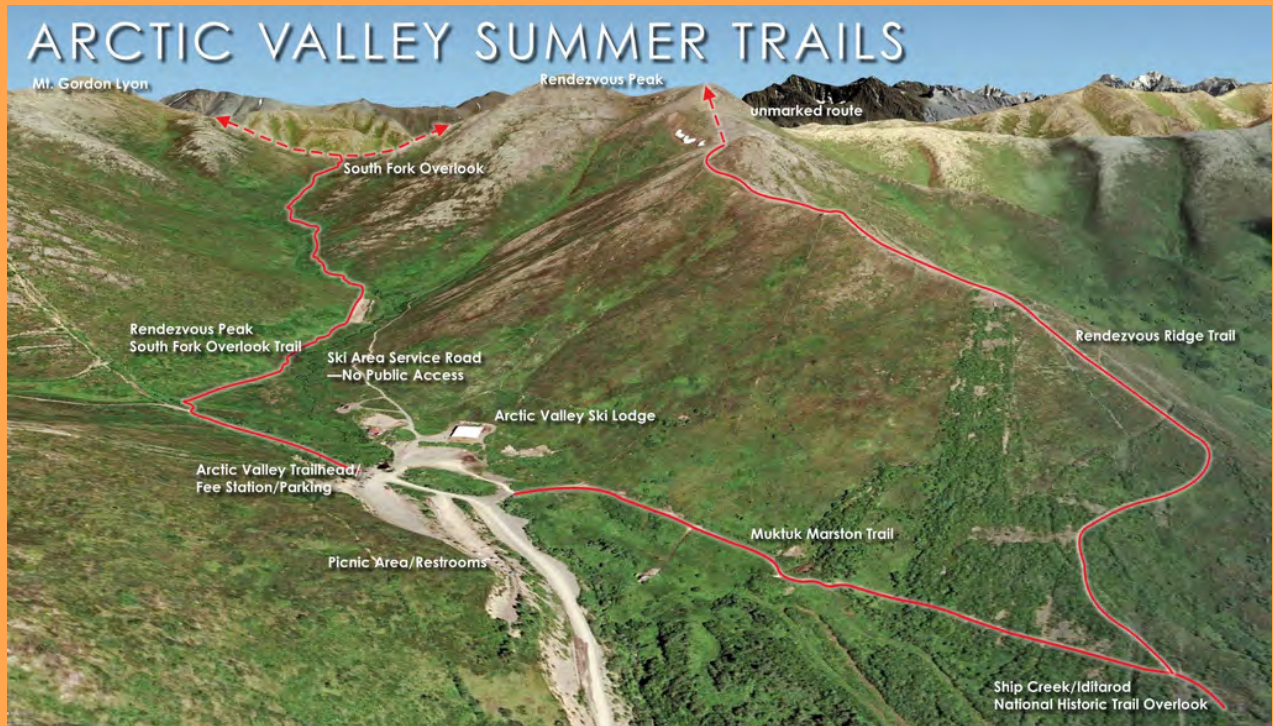 ARCTIC VALLEY SUMMER TRAILS
Mt. Gordon Lyon
Rendezvous Peak
unmarked route
South Fork Overlook
Rendezvous Peak
South Fork Overlook Trail
Ski Area Service Road
—No Public Access
Rendezvous Ridge Trail
Arctic Valley Ski Lodge
Arctic Valley Trailhead/
Fee Station/Parking
Muktuk Marston Trail
Picnic Area/Restrooms
Ship Creek/Iditarod
National Historic Trail Overlook